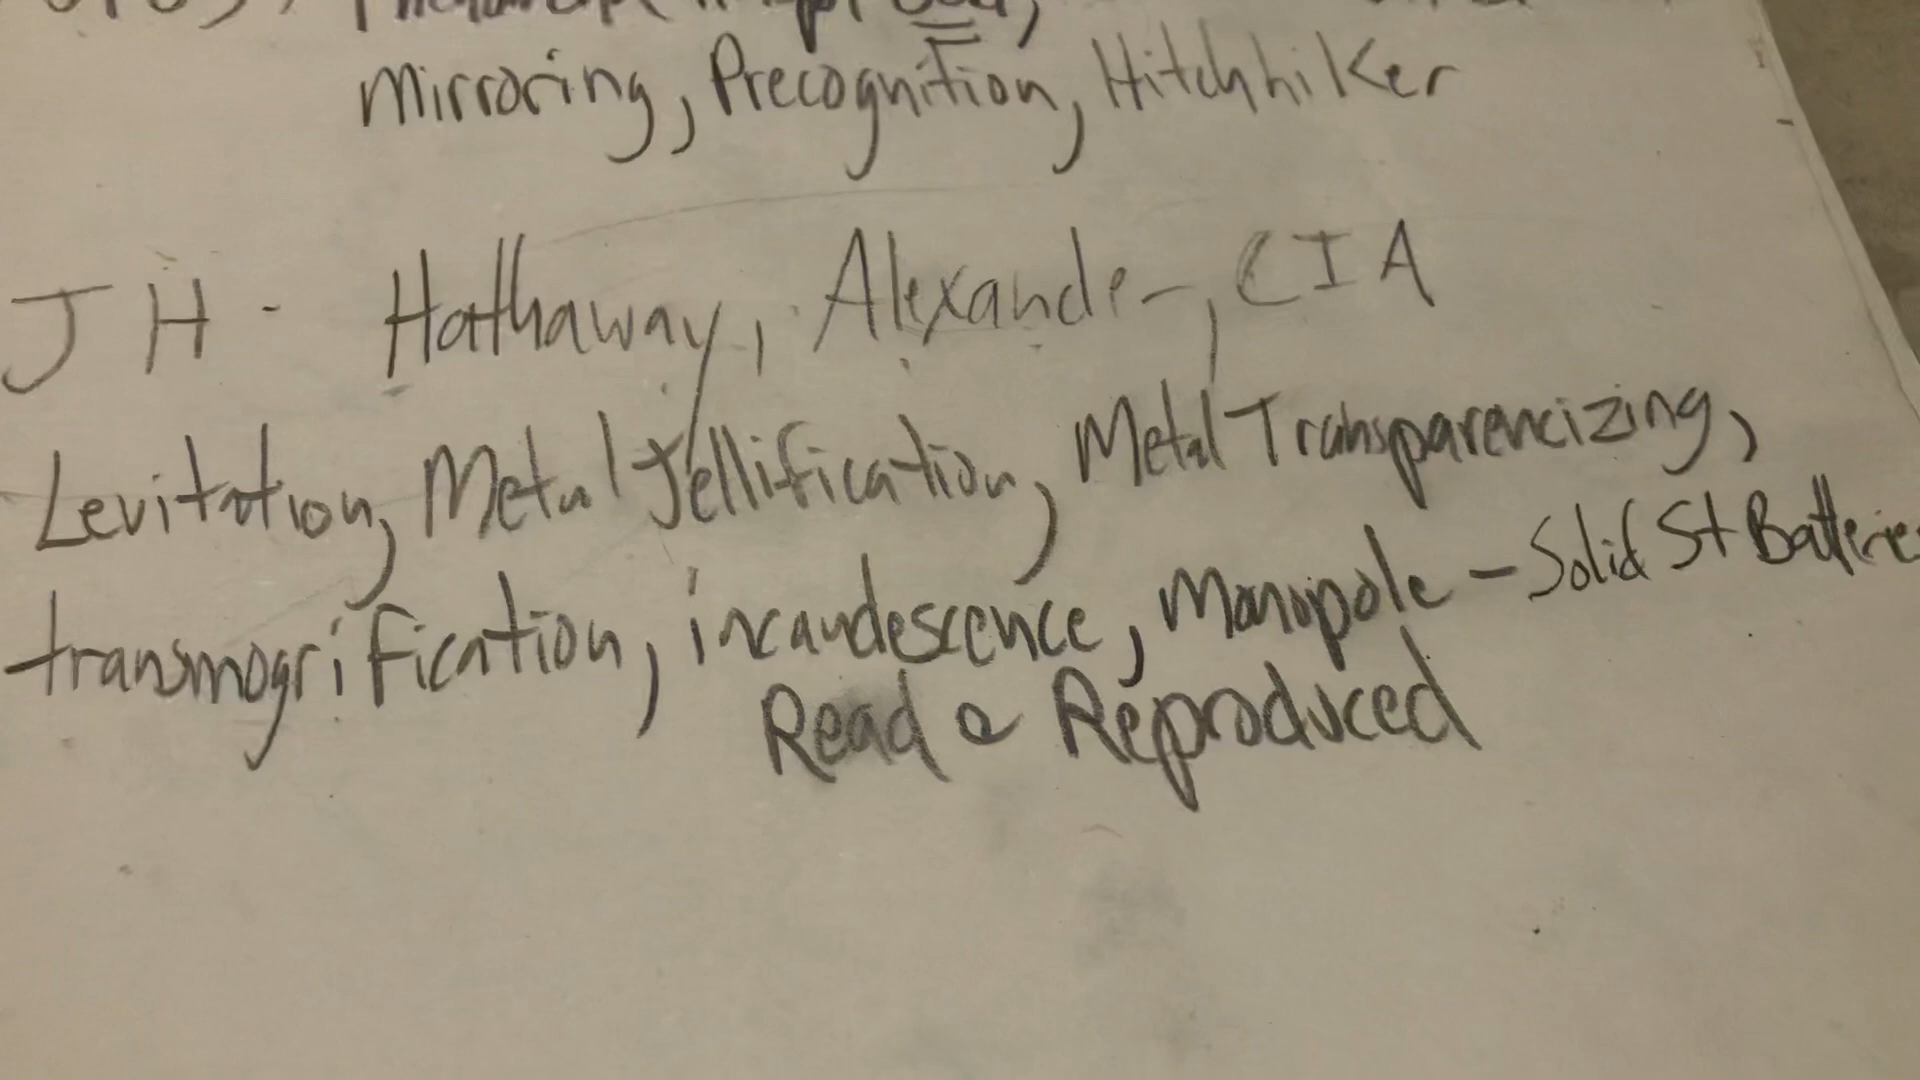 mirroring, Precognition, Hitchhiker
JH - Hathaway, Alexander, CIA
Levitation, Metal Jellification, Metal Transparencizing,
transmogrification, incandescence, Monopole - Solid St Batteries
Read & Reproduced